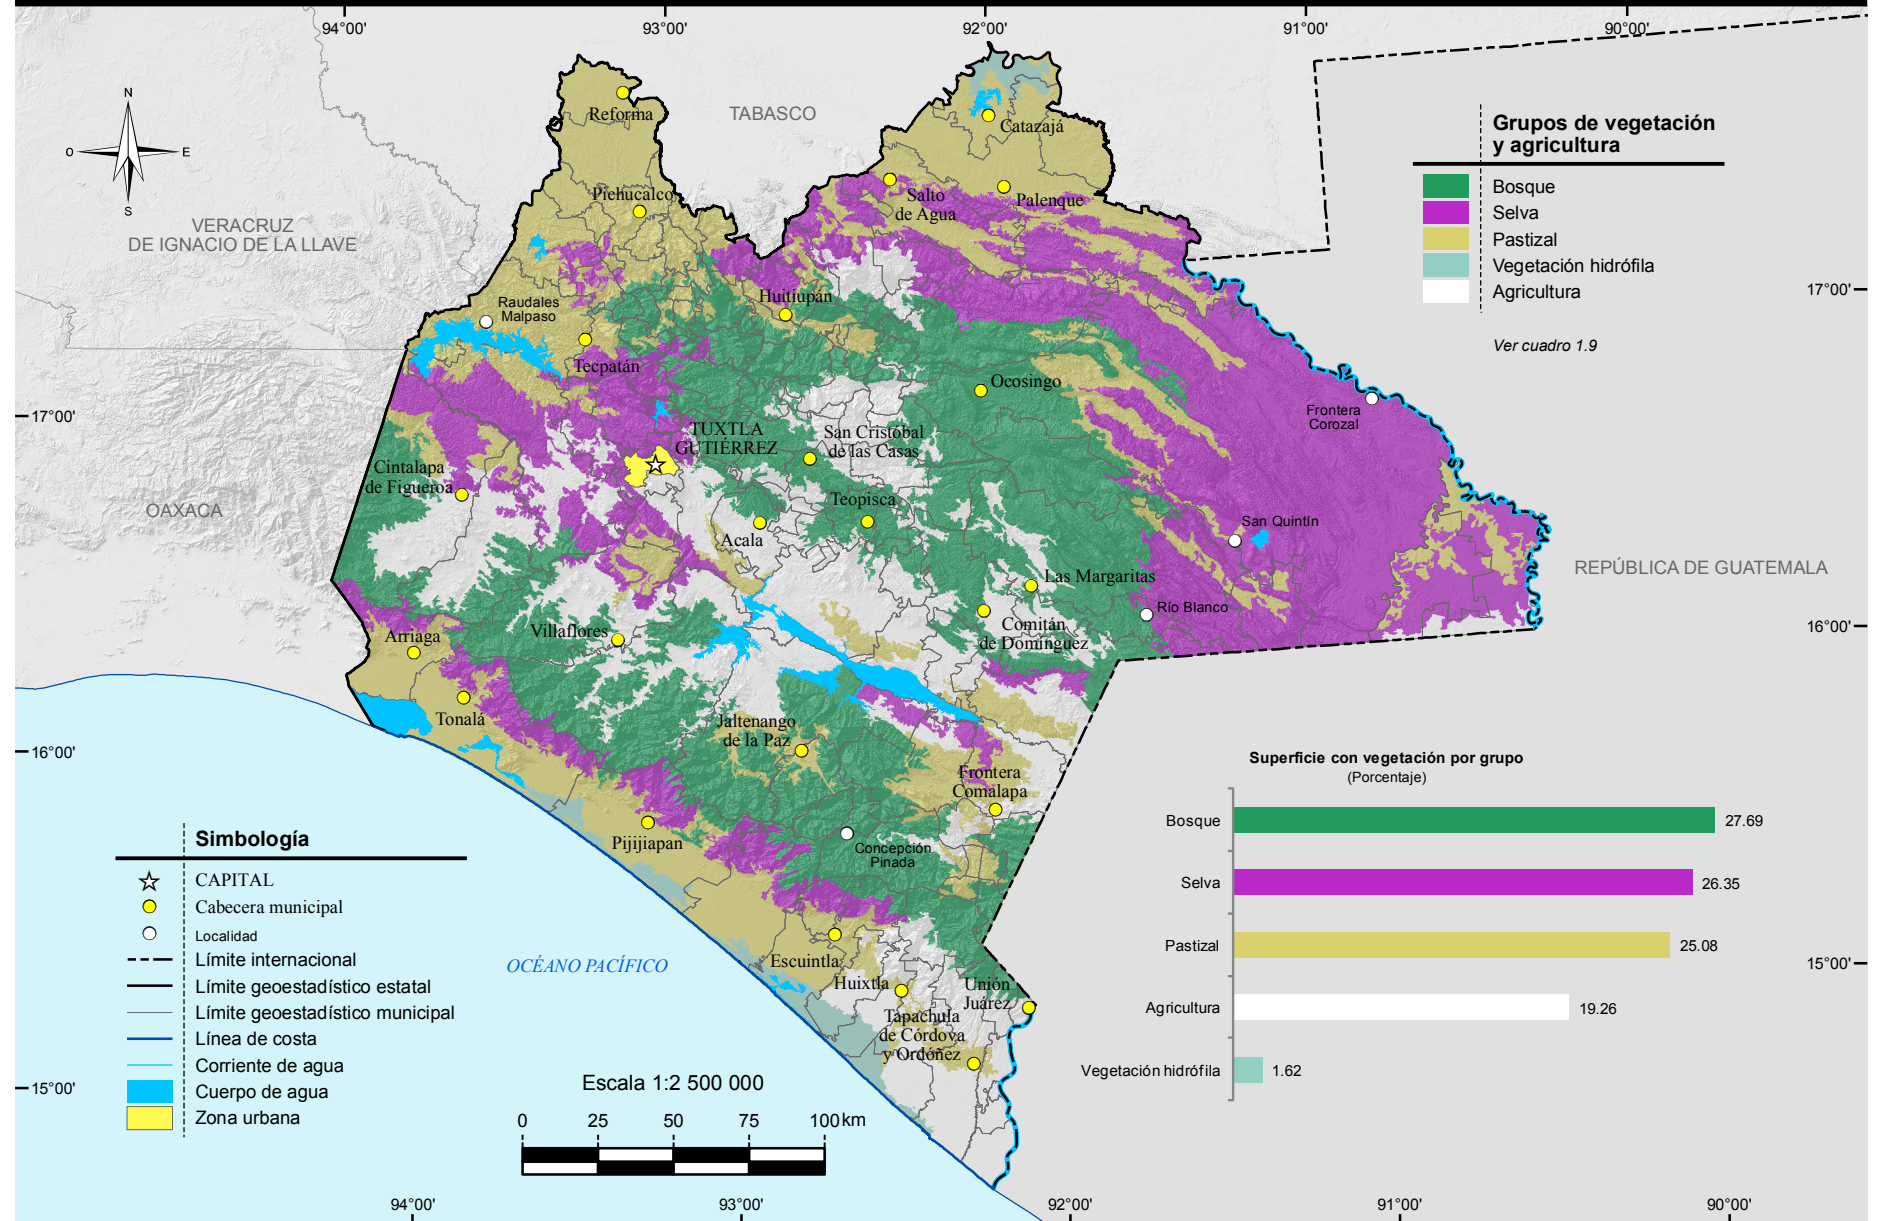 94°00'
93°00'
92°00'
91°00'
90°00'
N
O
E
S
TABASCO
VERACRUZ
DE IGNACIO DE LA LLAVE
OAXACA
REPÚBLICA DE GUATEMALA
OCÉANO PACÍFICO
Grupos de vegetación
y agricultura
Bosque
Selva
Pastizal
Vegetación hidrófila
Agricultura
Ver cuadro 1.9
17°00'
17°00'
16°00'
16°00'
15°00'
15°00'
Reforma
Catazajá
Pichucalco
Salto
de Agua
Palenque
Raudales
Malpaso
Huitiupán
Tecpatán
Ocosingo
Frontera
Corozal
TUXTLA
GUTIÉRREZ
San Cristóbal
de las Casas
Cintalapa
de Figueroa
Teopisca
Acala
San Quintín
Las Margaritas
Río Blanco
Comitán
de Domínguez
Villaflores
Arriaga
Tonalá
Jaltenango
de la Paz
Frontera
Comalapa
Pijijiapan
Concepción
Pinada
Escuintla
Huixtla
Unión
Juárez
Tapachula
de Córdova
y Ordóñez
Superficie con vegetación por grupo
(Porcentaje)
Bosque
27.69
Selva
26.35
Pastizal
25.08
Agricultura
19.26
Vegetación hidrófila
1.62
Simbología
CAPITAL
Cabecera municipal
Localidad
Límite internacional
Límite geoestadístico estatal
Límite geoestadístico municipal
Línea de costa
Corriente de agua
Cuerpo de agua
Zona urbana
Escala 1:2 500 000
0
25
50
75
100 km
94°00'
93°00'
92°00'
91°00'
90°00'